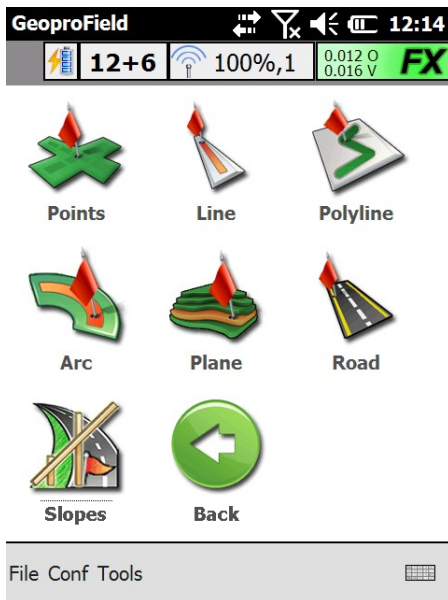 GeoproField 12:14
12+6 100%,1 0.012 O FX
0.016 V
Points Line Polyline
Arc Plane Road
Slopes Back
File Conf Tools